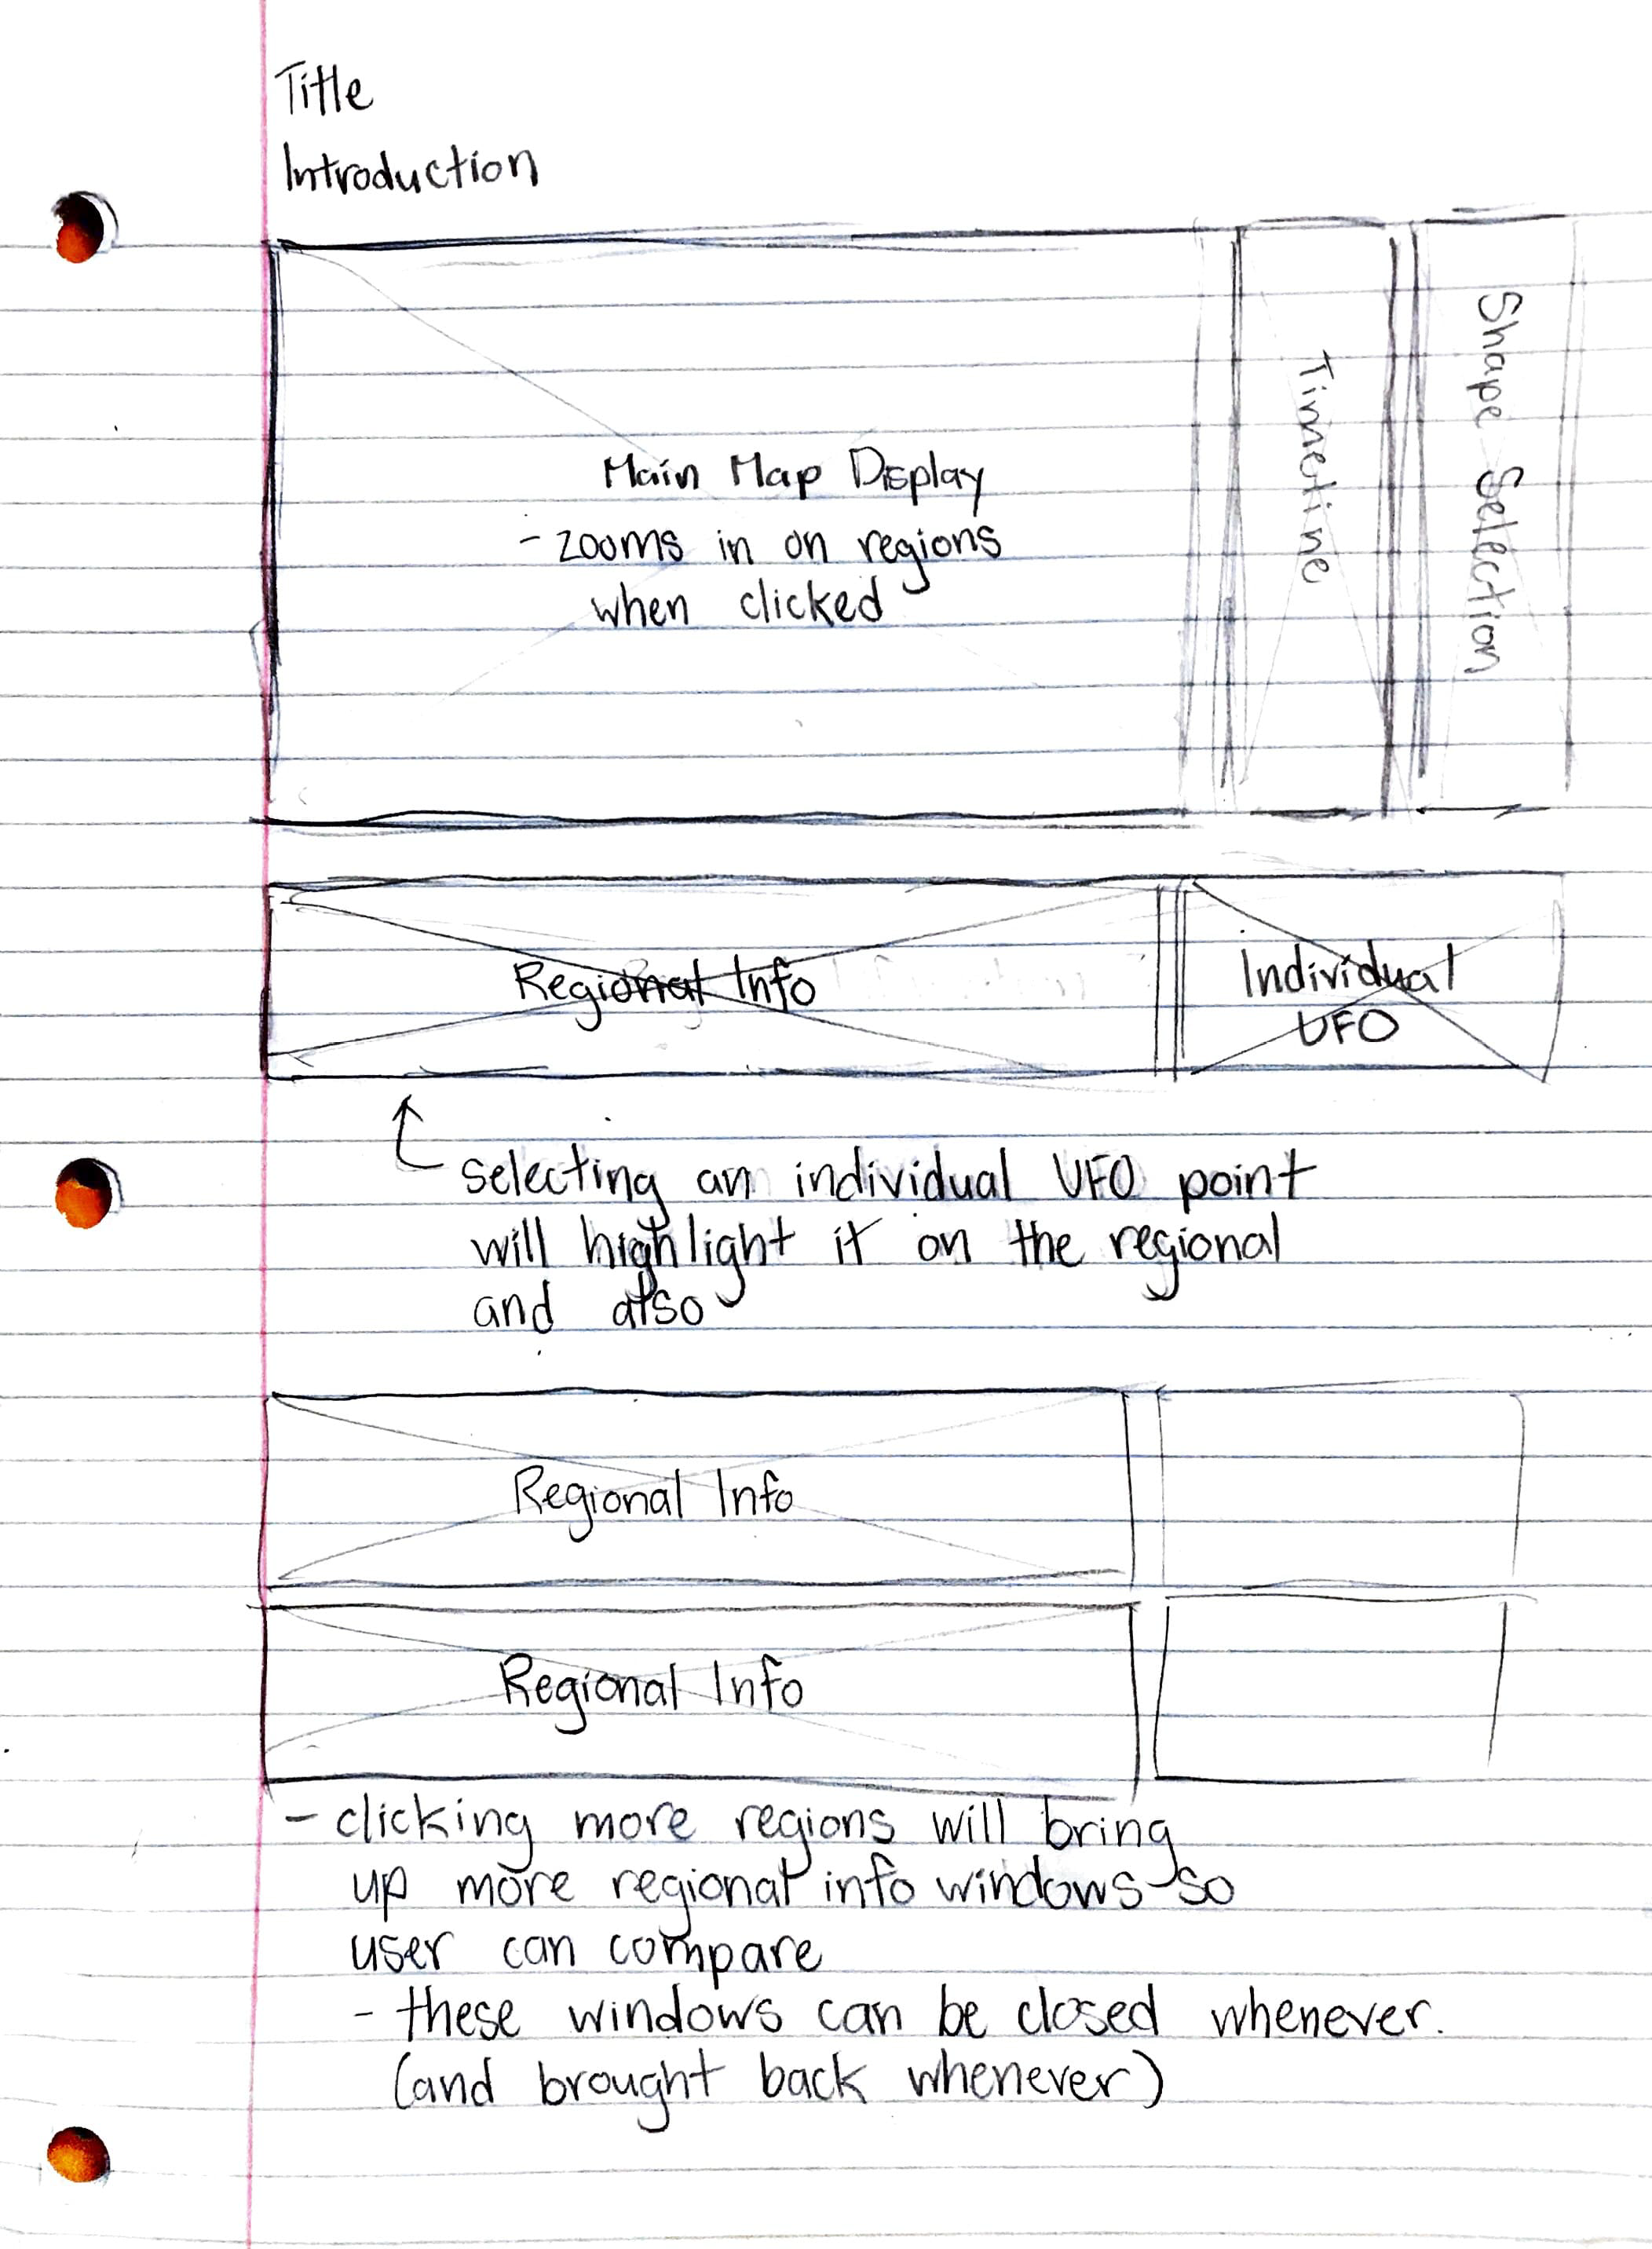 Title
Introduction
Main Map Display
- zooms in on regions
when clicked
Timeline
Shape Selection
Regional Info
Individual
UFO
selecting an individual UFO point
will highlight it on the regional
and also
Regional Info
Regional Info
- clicking more regions will bring
up more regional info windows so
user can compare
- these windows can be closed whenever.
(and brought back whenever)